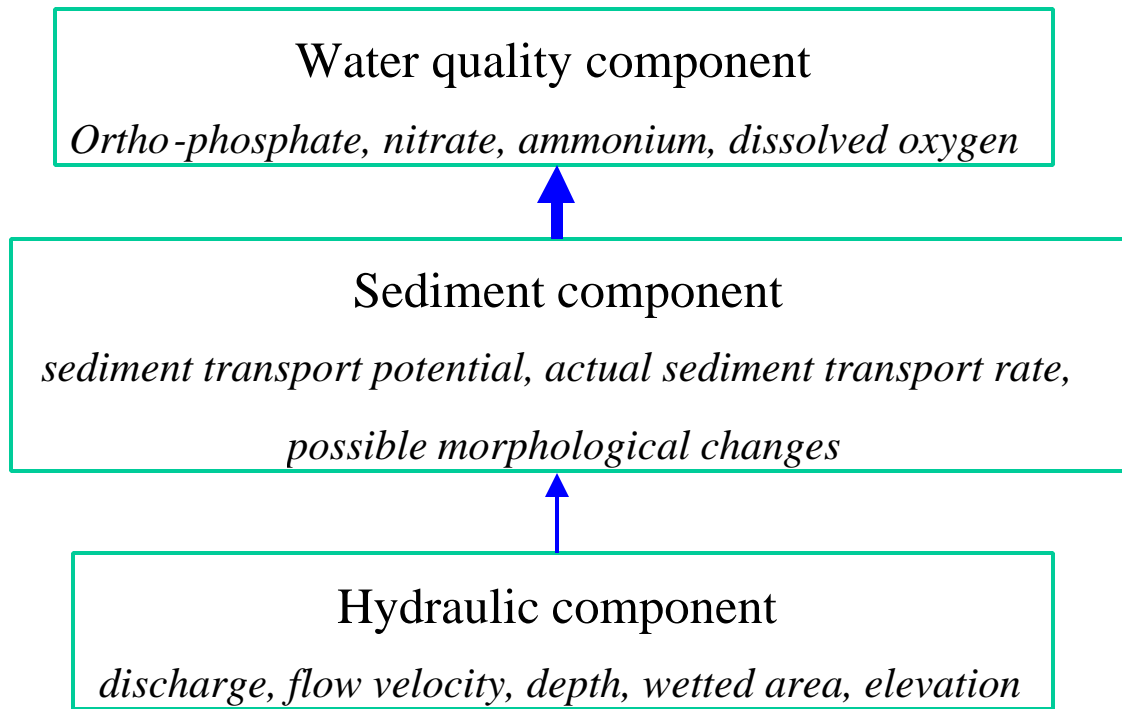 Water quality component
Ortho-phosphate, nitrate, ammonium, dissolved oxygen
Sediment component
sediment transport potential, actual sediment transport rate,
possible morphological changes
Hydraulic component
discharge, flow velocity, depth, wetted area, elevation